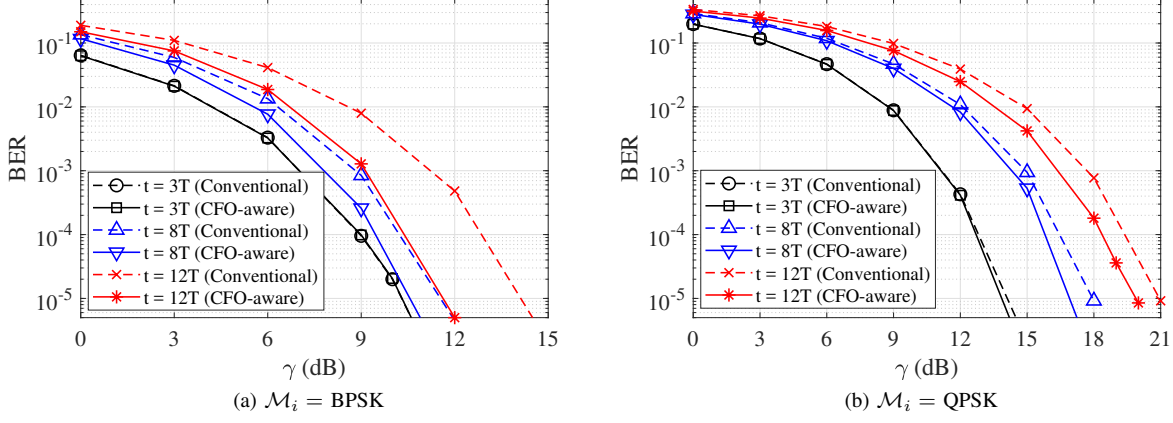 10^-1
10^-2
10^-3
10^-4
10^-5
BER
t = 3T (Conventional)
t = 3T (CFO-aware)
t = 8T (Conventional)
t = 8T (CFO-aware)
t = 12T (Conventional)
t = 12T (CFO-aware)
0 3 6 9 12 15
γ (dB)
(a) M_i = BPSK
10^-1
10^-2
10^-3
10^-4
10^-5
BER
t = 3T (Conventional)
t = 3T (CFO-aware)
t = 8T (Conventional)
t = 8T (CFO-aware)
t = 12T (Conventional)
t = 12T (CFO-aware)
0 3 6 9 12 15 18 21
γ (dB)
(b) M_i = QPSK